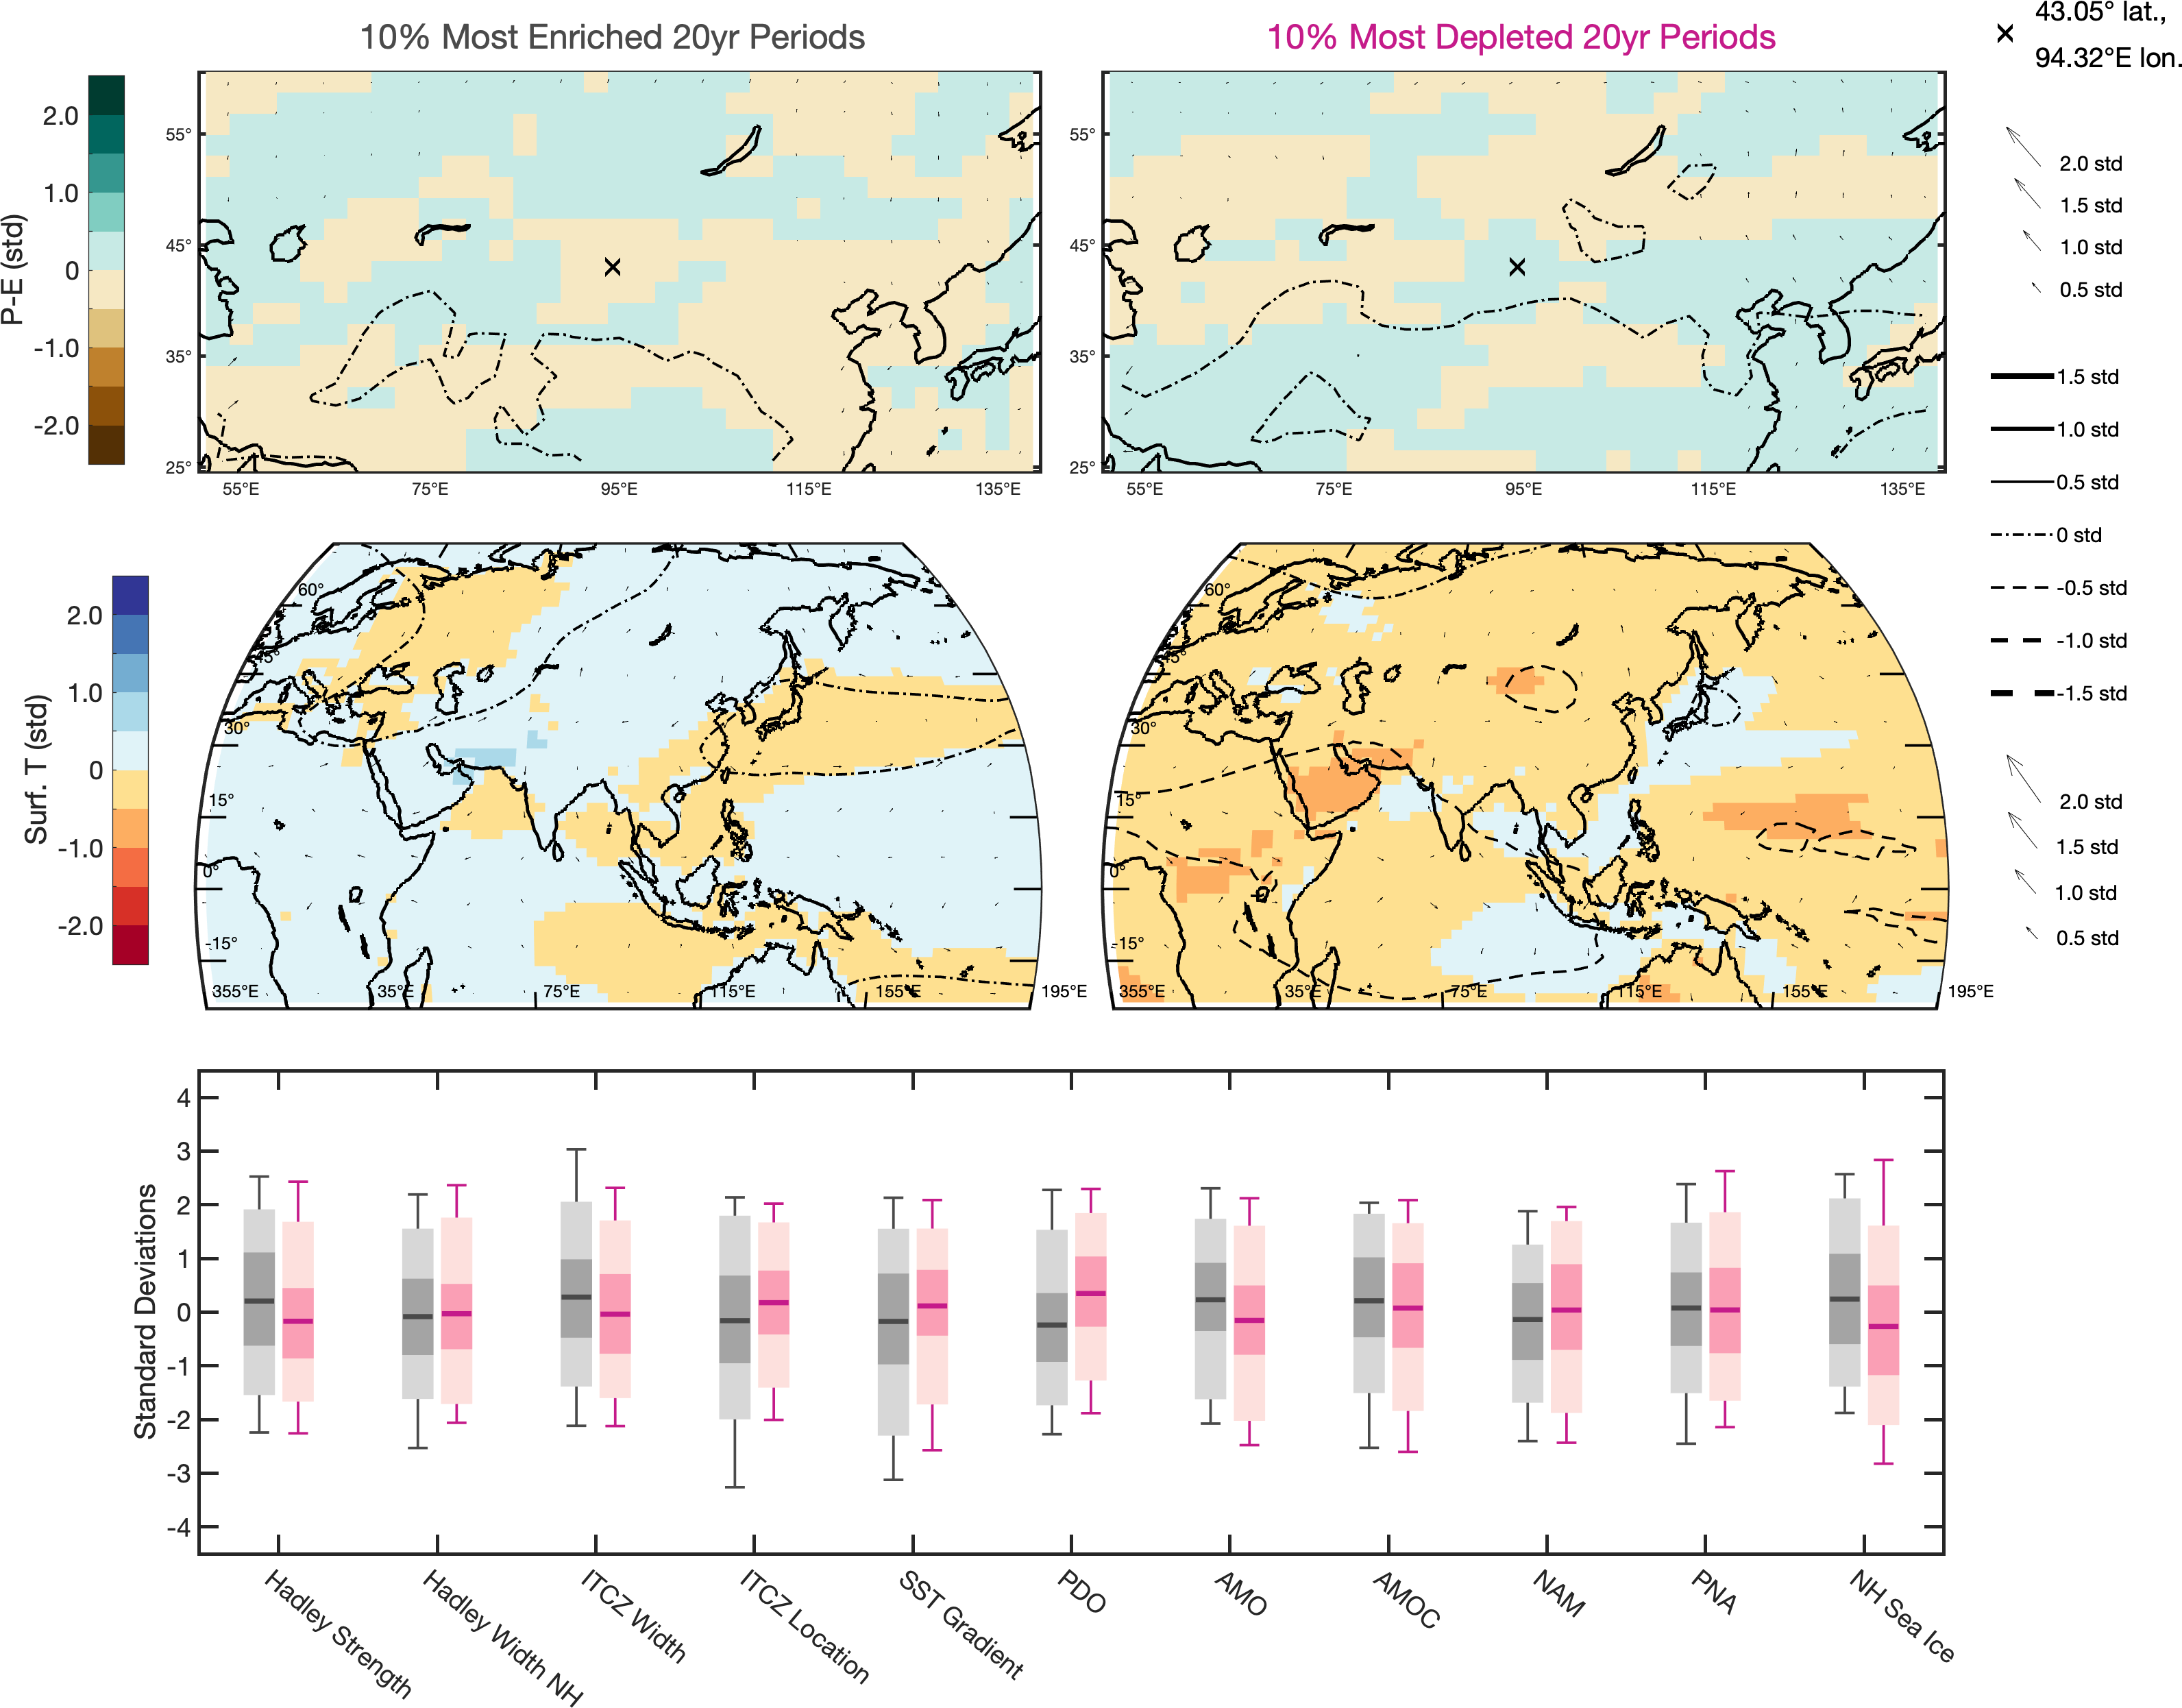 10% Most Enriched 20yr Periods
10% Most Depleted 20yr Periods
43.05° lat.,
94.32°E lon.
P-E (std)
2.0
1.0
0
-1.0
-2.0
55°
45°
35°
25°
55°E
75°E
95°E
115°E
135°E
55°
45°
35°
25°
55°E
75°E
95°E
115°E
135°E
2.0 std
1.5 std
1.0 std
0.5 std
1.5 std
1.0 std
0.5 std
0 std
-0.5 std
-1.0 std
-1.5 std
Surf. T (std)
2.0
1.0
0
-1.0
-2.0
60°
45°
30°
15°
0°
-15°
355°E
35°E
75°E
115°E
155°E
195°E
60°
45°
30°
15°
0°
-15°
355°E
35°E
75°E
115°E
155°E
195°E
2.0 std
1.5 std
1.0 std
0.5 std
Standard Deviations
4
3
2
1
0
-1
-2
-3
-4
Hadley Strength
Hadley Width NH
ITCZ Width
ITCZ Location
SST Gradient
PDO
AMO
AMOC
NAM
PNA
NH Sea Ice